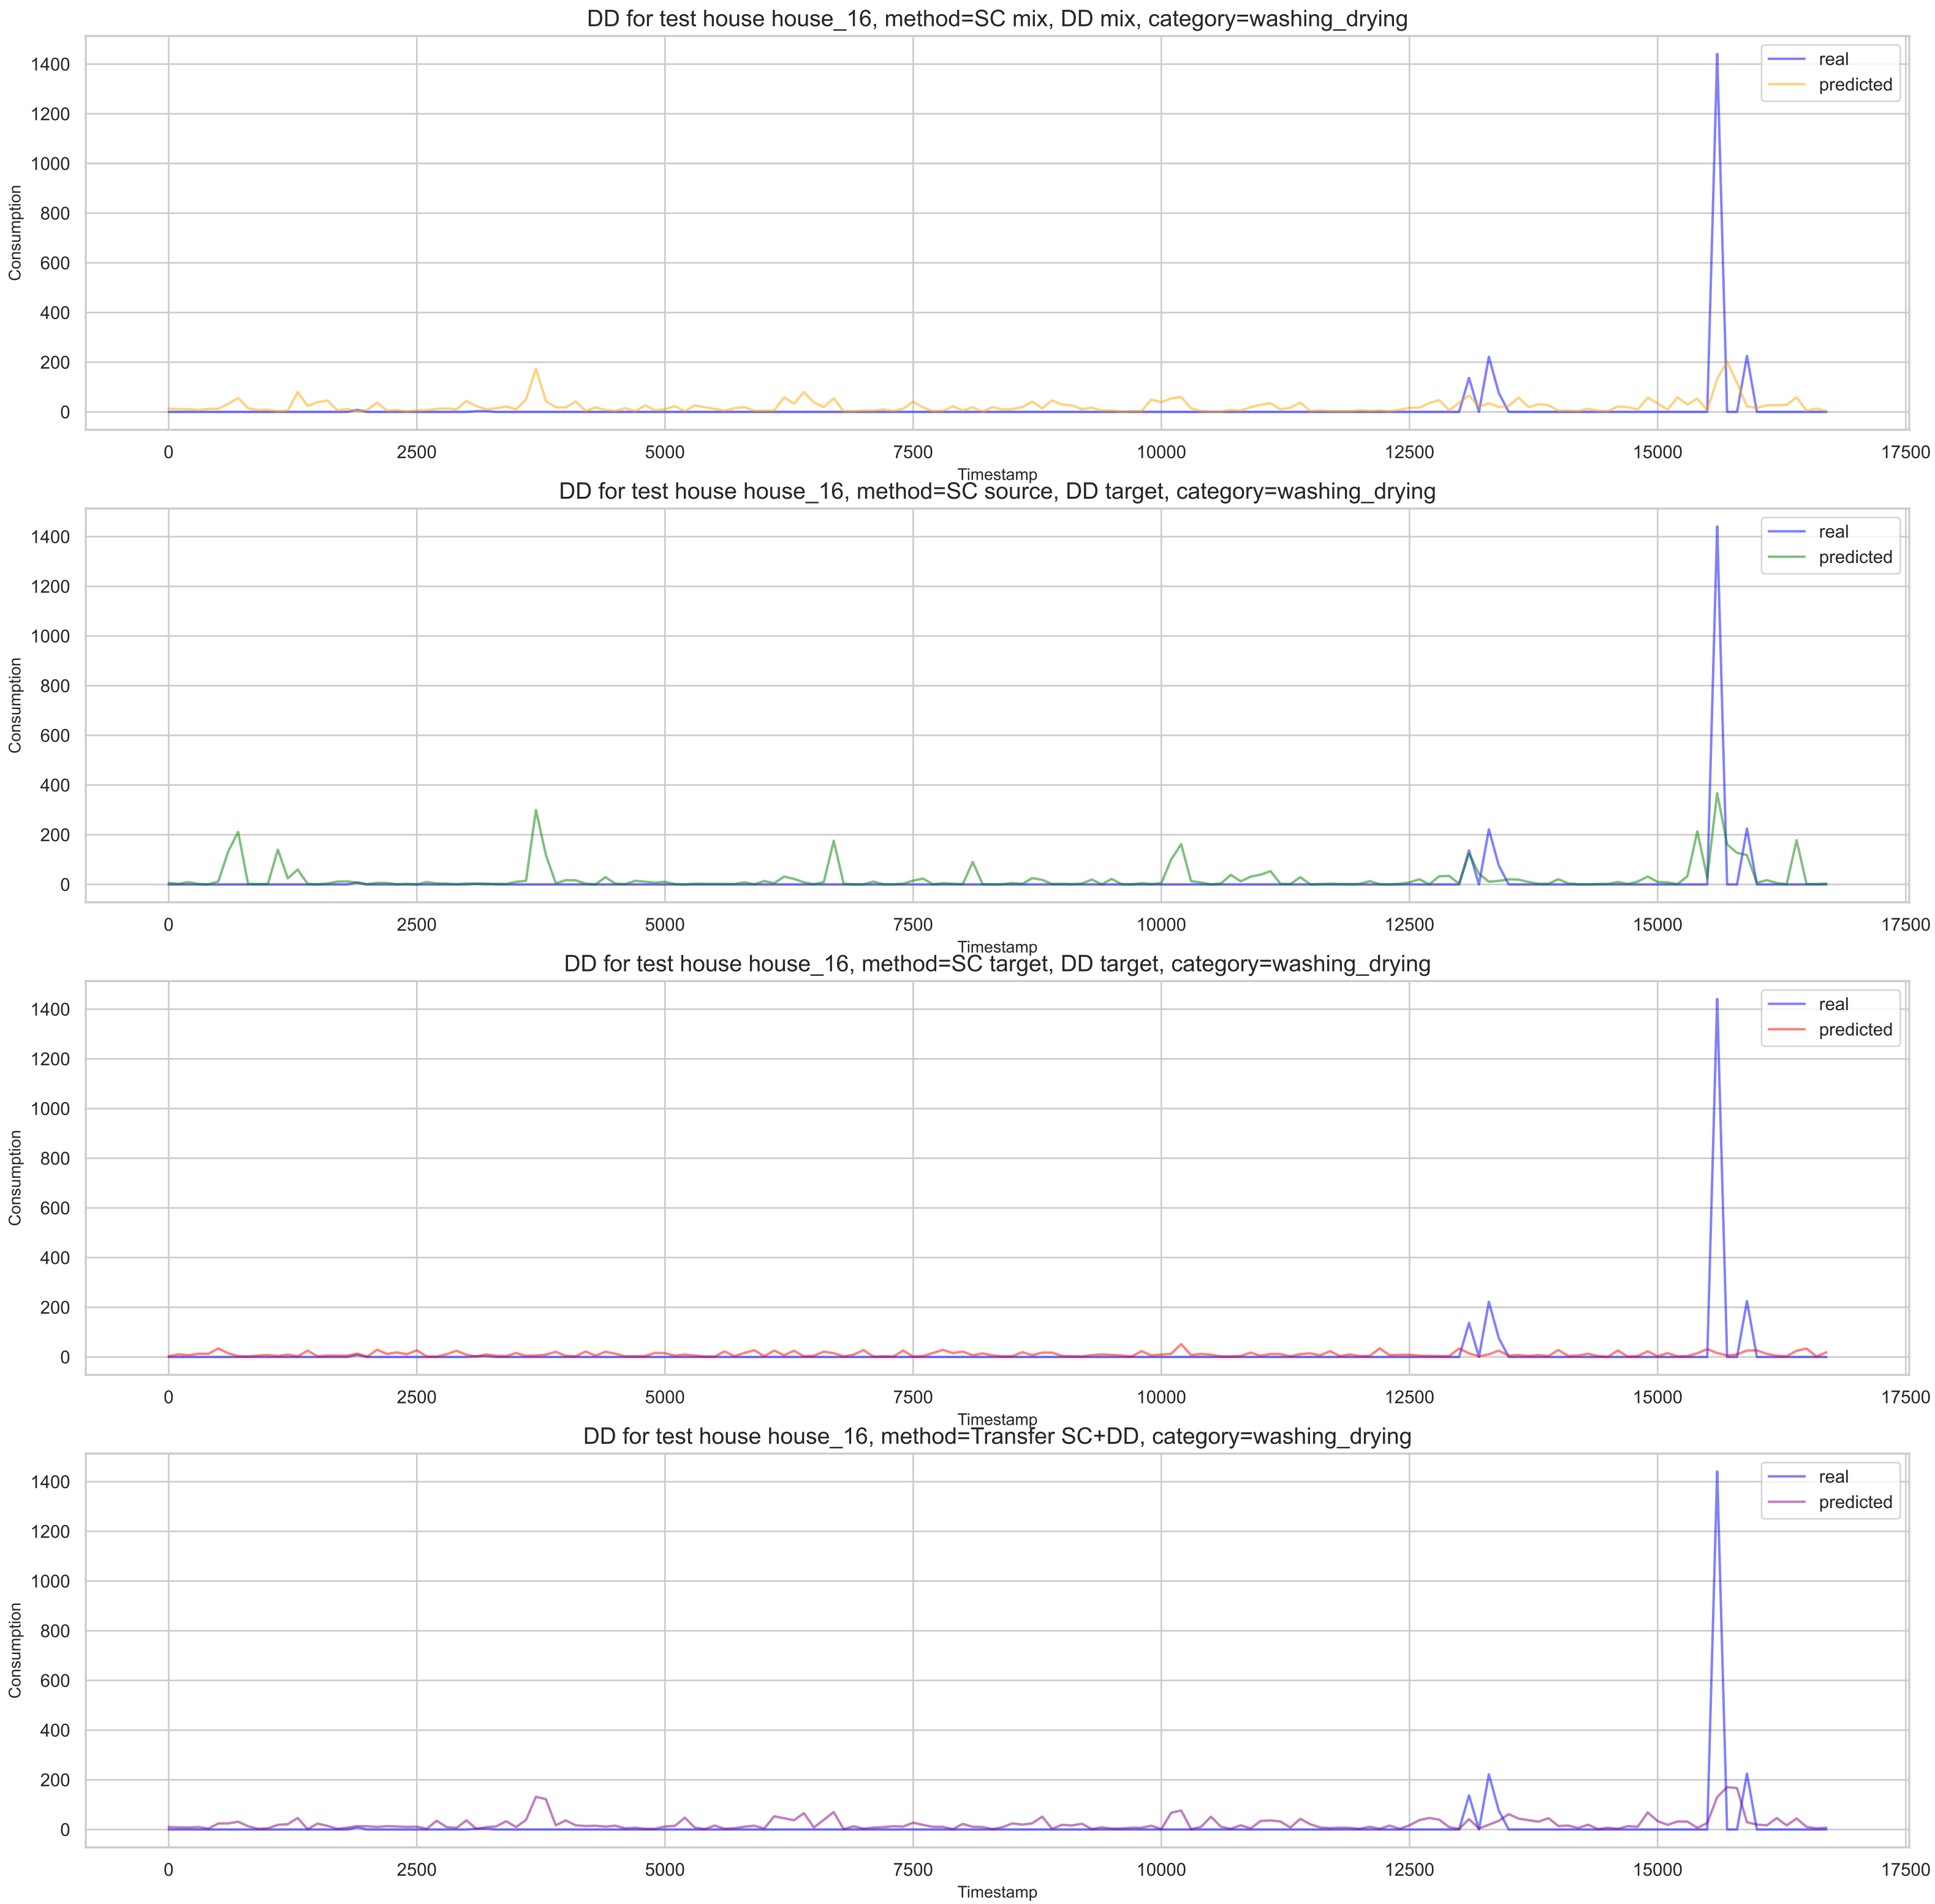 DD for test house house_16, method=SC mix, DD mix, category=washing_drying
real
predicted
Consumption
1400
1200
1000
800
600
400
200
0
0 2500 5000 7500 10000 12500 15000 17500
Timestamp
DD for test house house_16, method=SC source, DD target, category=washing_drying
real
predicted
Consumption
1400
1200
1000
800
600
400
200
0
0 2500 5000 7500 10000 12500 15000 17500
Timestamp
DD for test house house_16, method=SC target, DD target, category=washing_drying
real
predicted
Consumption
1400
1200
1000
800
600
400
200
0
0 2500 5000 7500 10000 12500 15000 17500
Timestamp
DD for test house house_16, method=Transfer SC+DD, category=washing_drying
real
predicted
Consumption
1400
1200
1000
800
600
400
200
0
0 2500 5000 7500 10000 12500 15000 17500
Timestamp